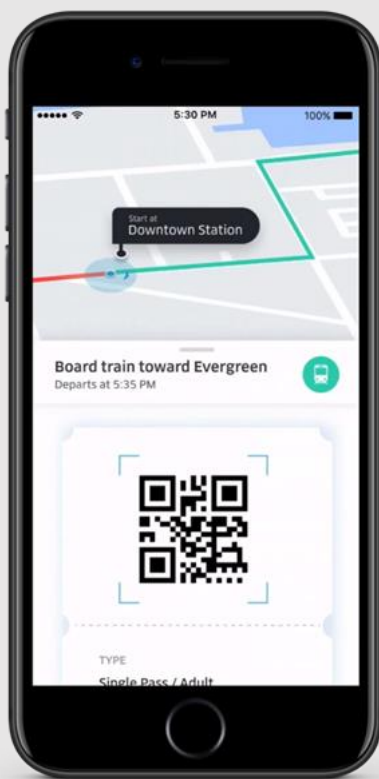 5:30 PM
100%
Start at
Downtown Station
Board train toward Evergreen
Departs at 5:35 PM
TYPE
Single Pass / Adult